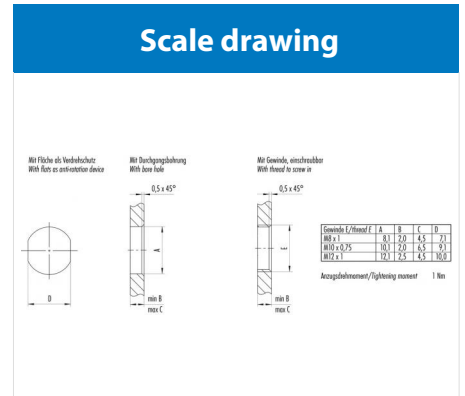 Scale drawing
Mit Fläche als Verdrehschutz
With flats as anti-rotation device
D
Mit Durchgangsbohrung
With bore hole
0,5 x 45°
A
min B
max C
Mit Gewinde, einschraubbar
With thread to screw in
0,5 x 45°
E
min B
max C
Gewinde E/thread E A B C D
M8 x 1 8,1 2,0 4,5 7,1
M10 x 0,75 10,1 2,0 6,5 9,1
M12 x 1 12,1 2,5 4,5 10,0
Anzugsdrehmoment/Tightening moment 1 Nm